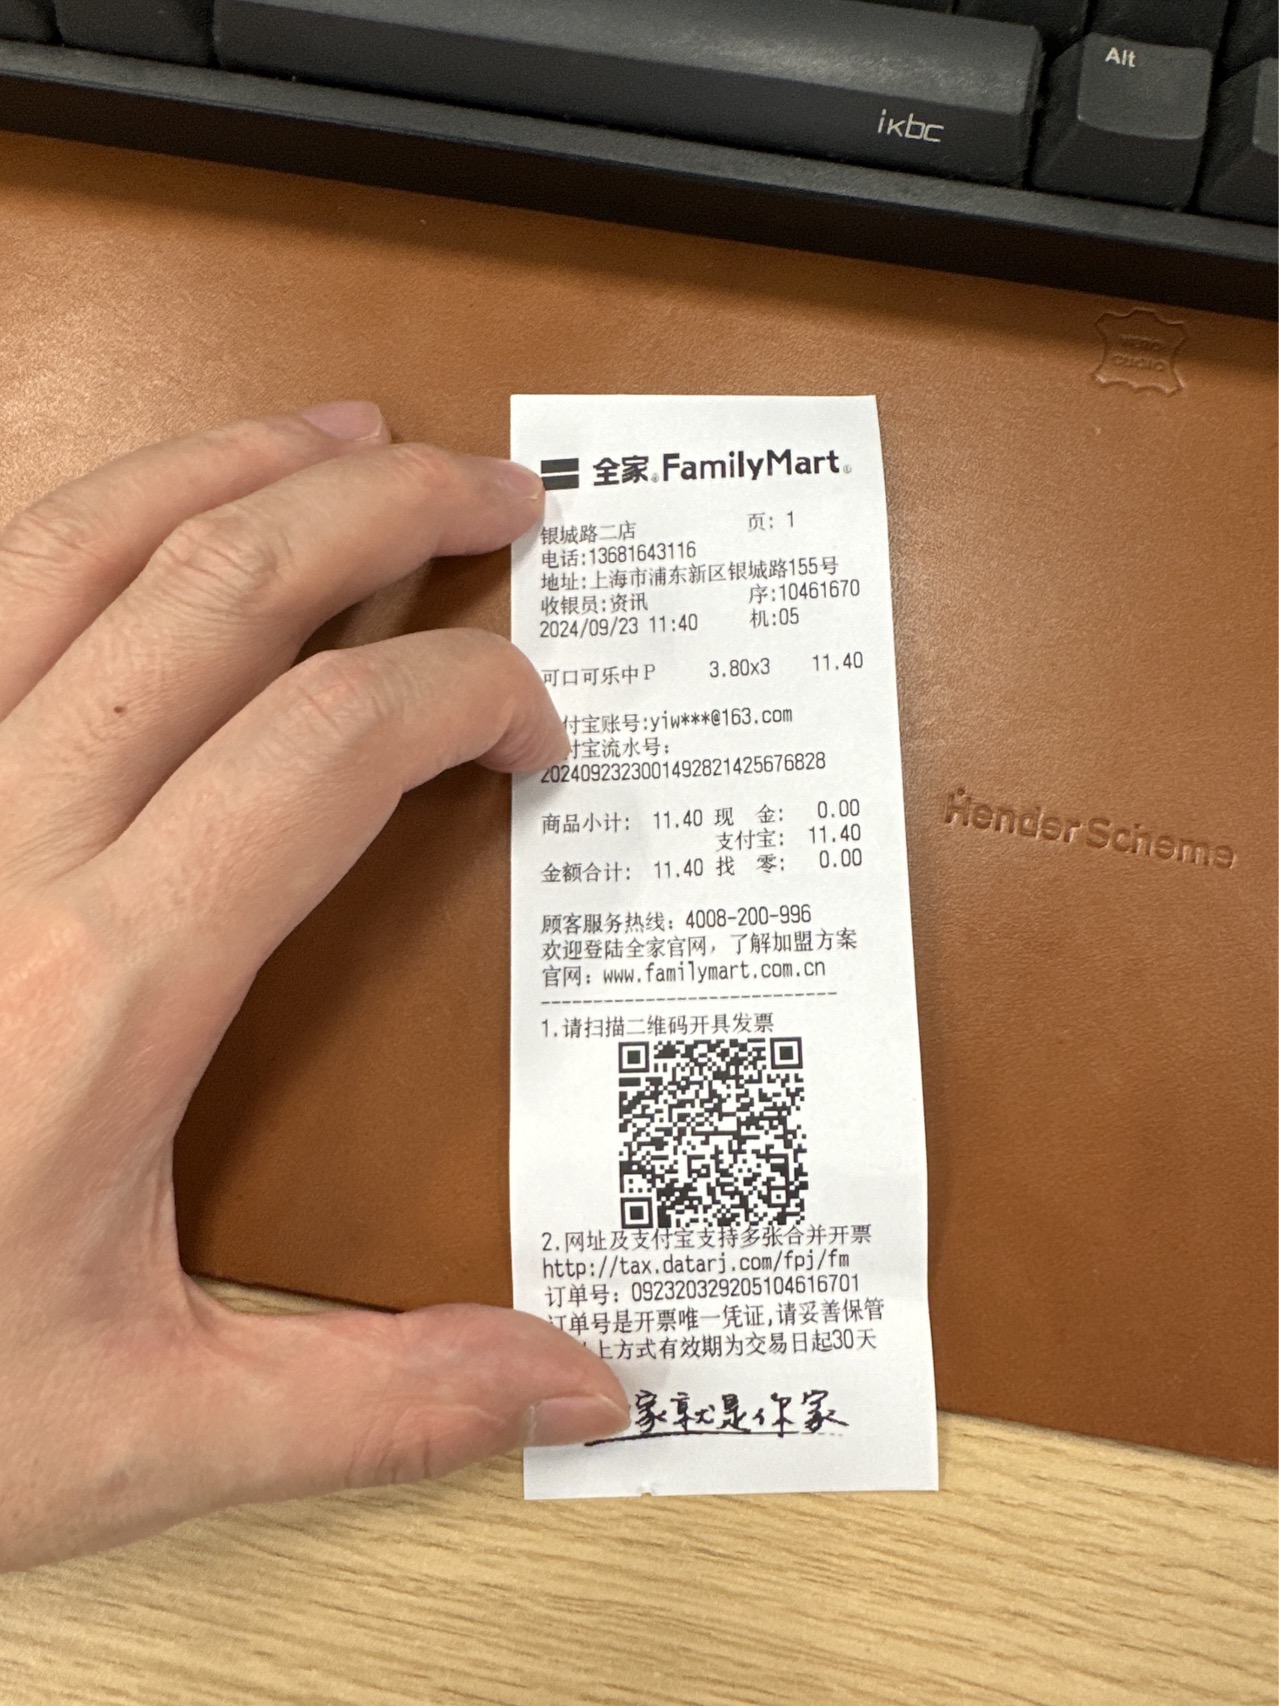 Alt
ikbc
全家 FamilyMart
银城路二店 页: 1
电话:13681643116
地址:上海市浦东新区银城路155号
收银员:资讯 序:10461670
2024/09/23 11:40 机:05
可口可乐中P 3.80x3 11.40
付宝账号:yiw***@163.com
付宝流水号:
2024092323001492821425676828
商品小计: 11.40 现 金: 0.00
支付宝: 11.40
金额合计: 11.40 找 零: 0.00
顾客服务热线: 4008-200-996
欢迎登陆全家官网, 了解加盟方案
官网: www.familymart.com.cn
1.请扫描二维码开具发票
2.网址及支付宝支持多张合并开票
http://tax.datarj.com/fpj/fm
订单号: 092320329205104616701
订单号是开票唯一凭证,请妥善保管
上方式有效期为交易日起30天
家就是你家
Hender Scheme